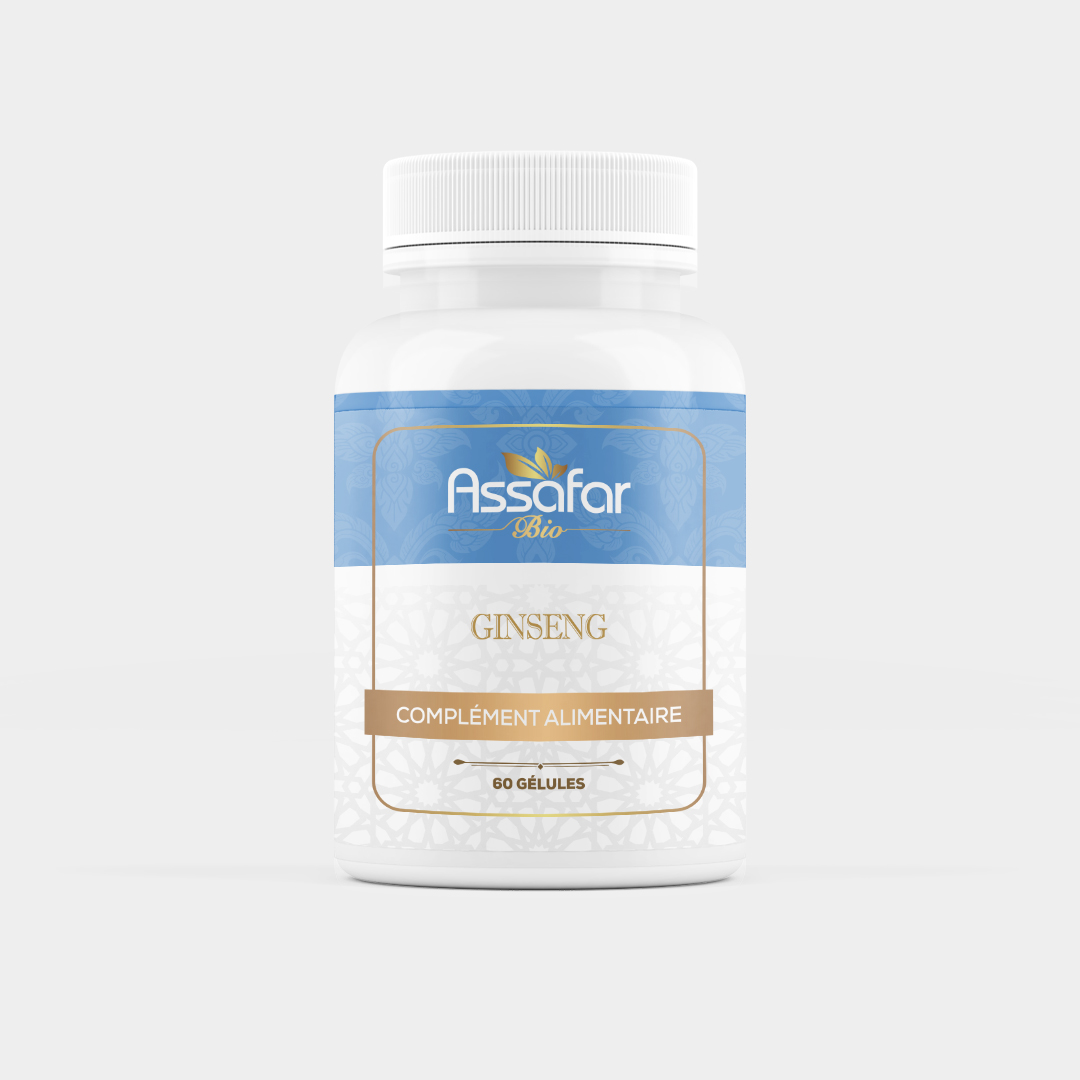 Assafar
Bio
GINSENG
COMPLÉMENT ALIMENTAIRE
60 GÉLULES